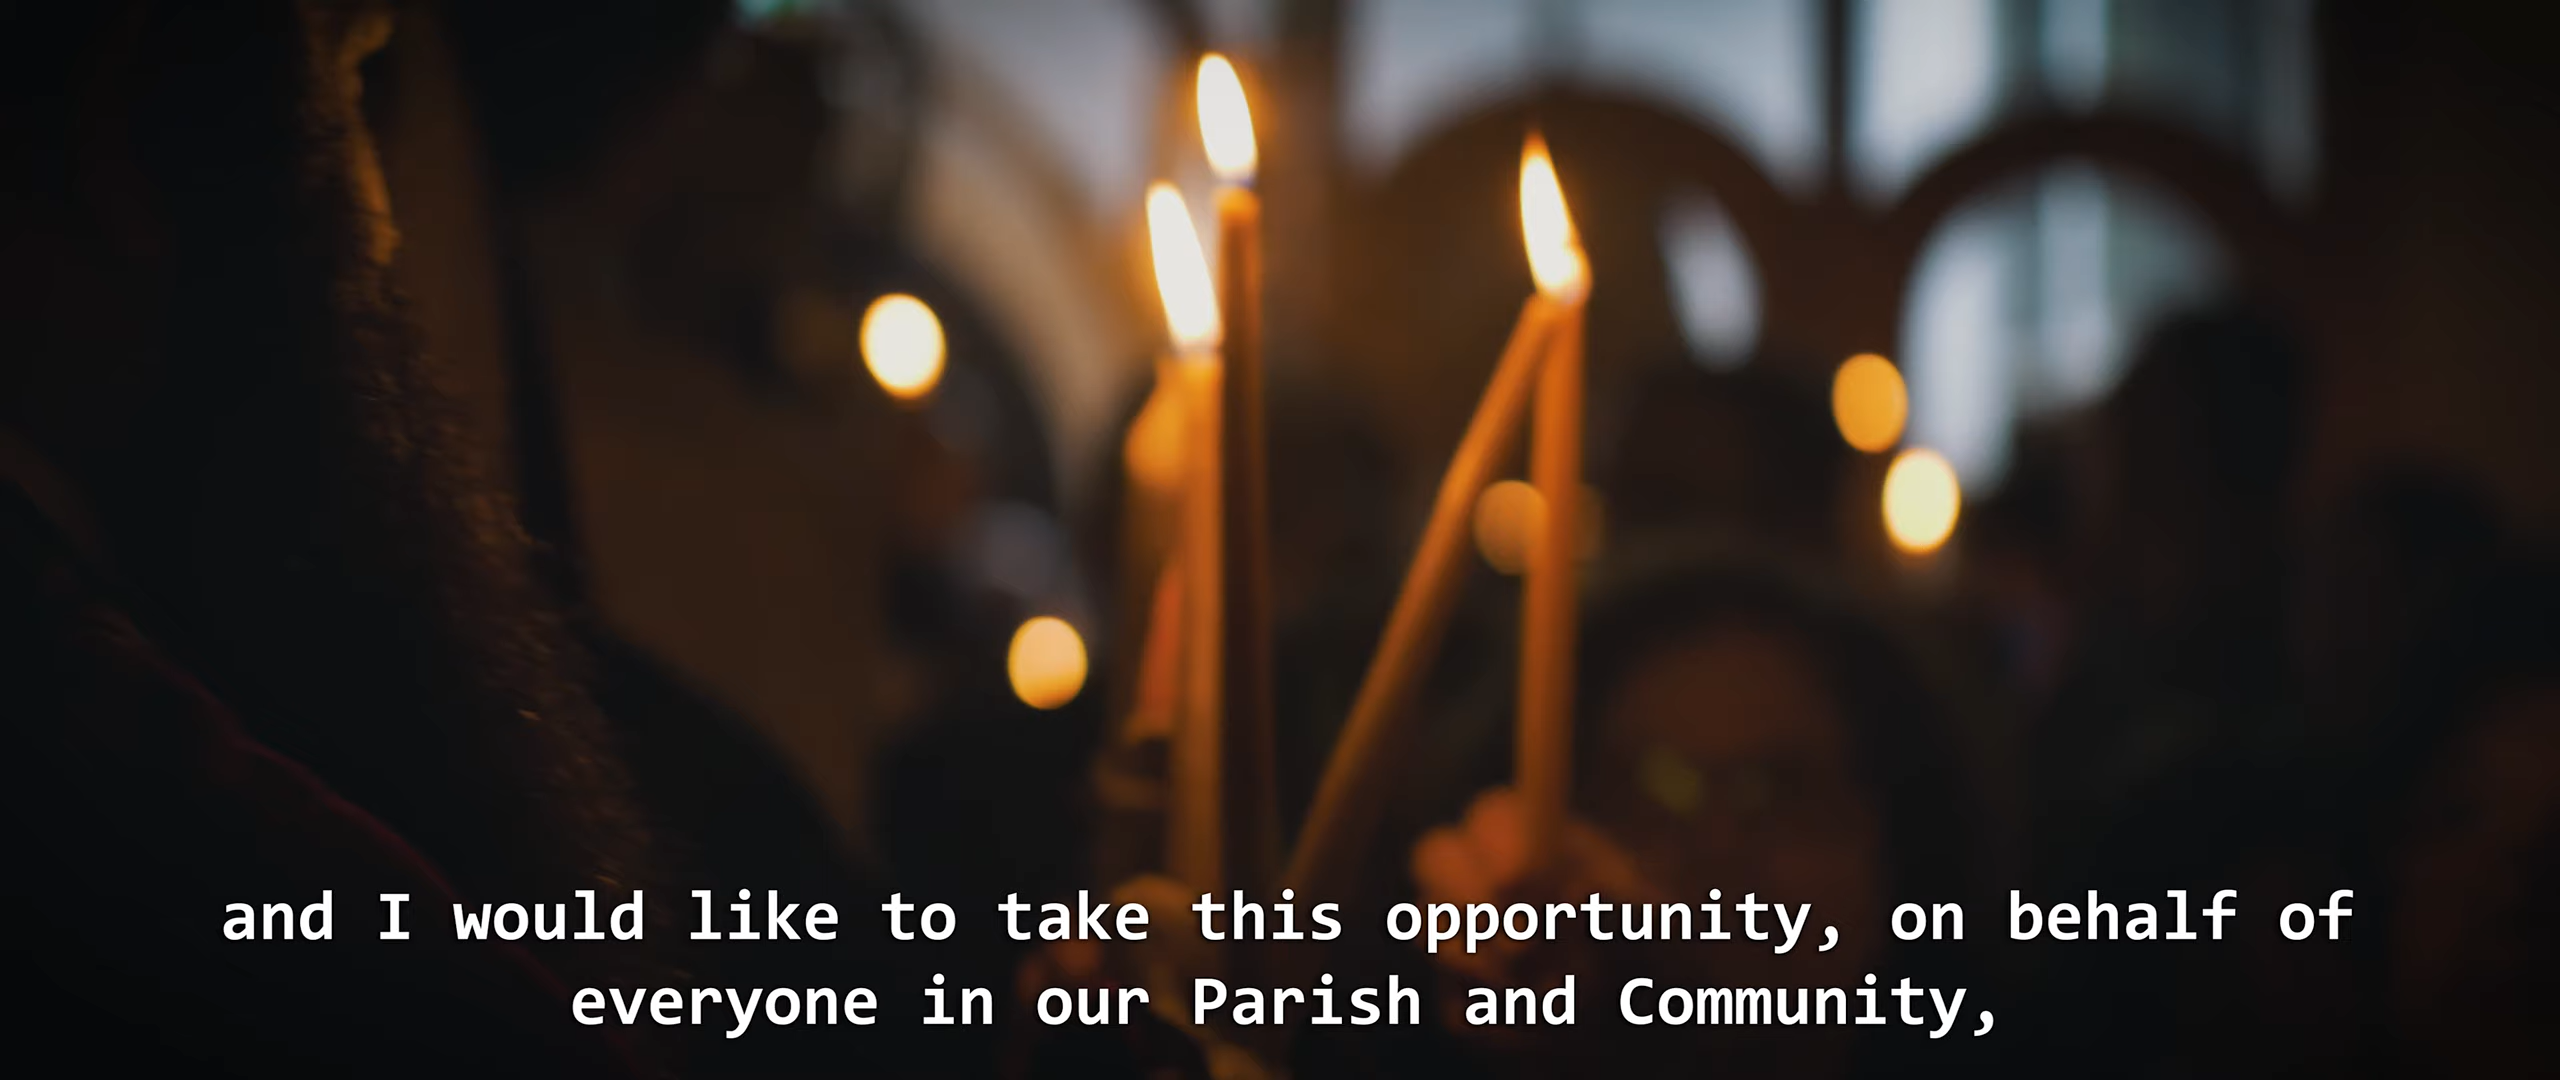 and I would like to take this opportunity, on behalf of
everyone in our Parish and Community,